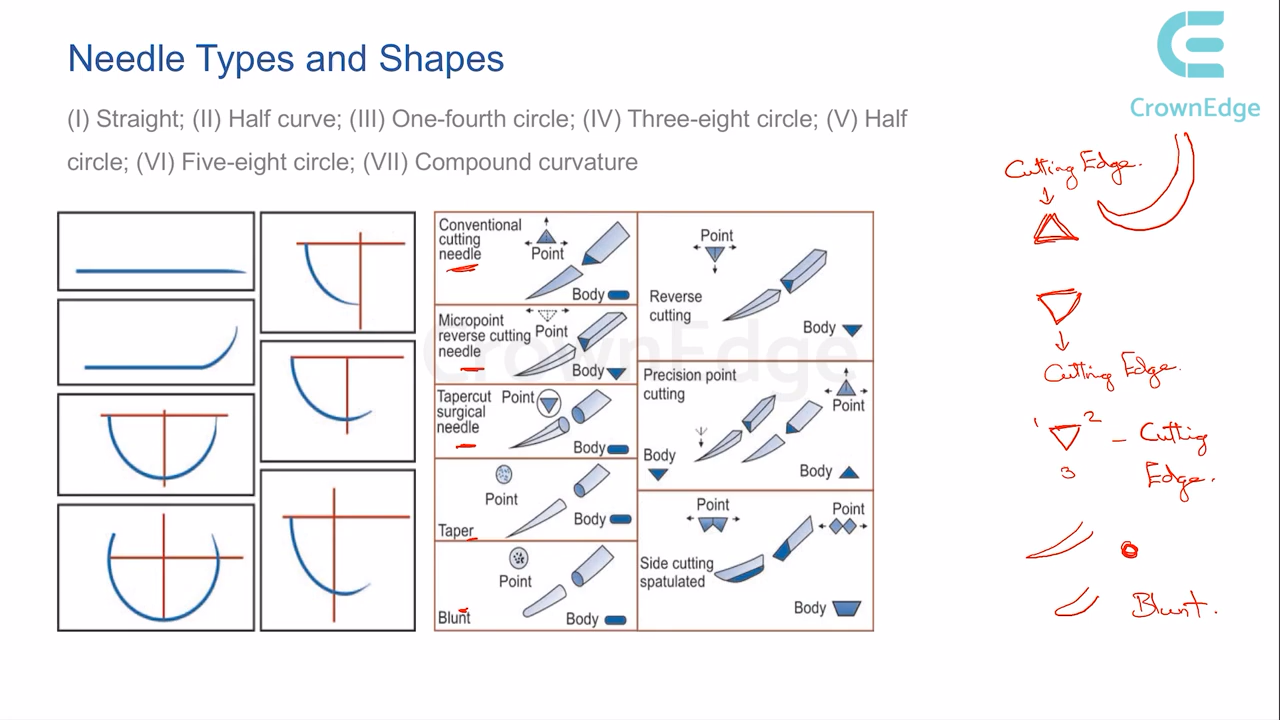 Needle Types and Shapes
CrownEdge
(I) Straight; (II) Half curve; (III) One-fourth circle; (IV) Three-eight circle; (V) Half
circle; (VI) Five-eight circle; (VII) Compound curvature
Conventional
cutting
needle
Point
Body
Micropoint
reverse cutting
needle
Point
Body
Tapercut
surgical
needle
Point
Body
Point
Taper
Body
Point
Blunt
Body
Point
Reverse
cutting
Body
Precision point
cutting
Point
Body
Body
Point
Point
Side cutting
spatulated
Body
CrownEdge
Cutting Edge.
Cutting Edge.
1 2 - Cutting
3 Edge.
Blunt.